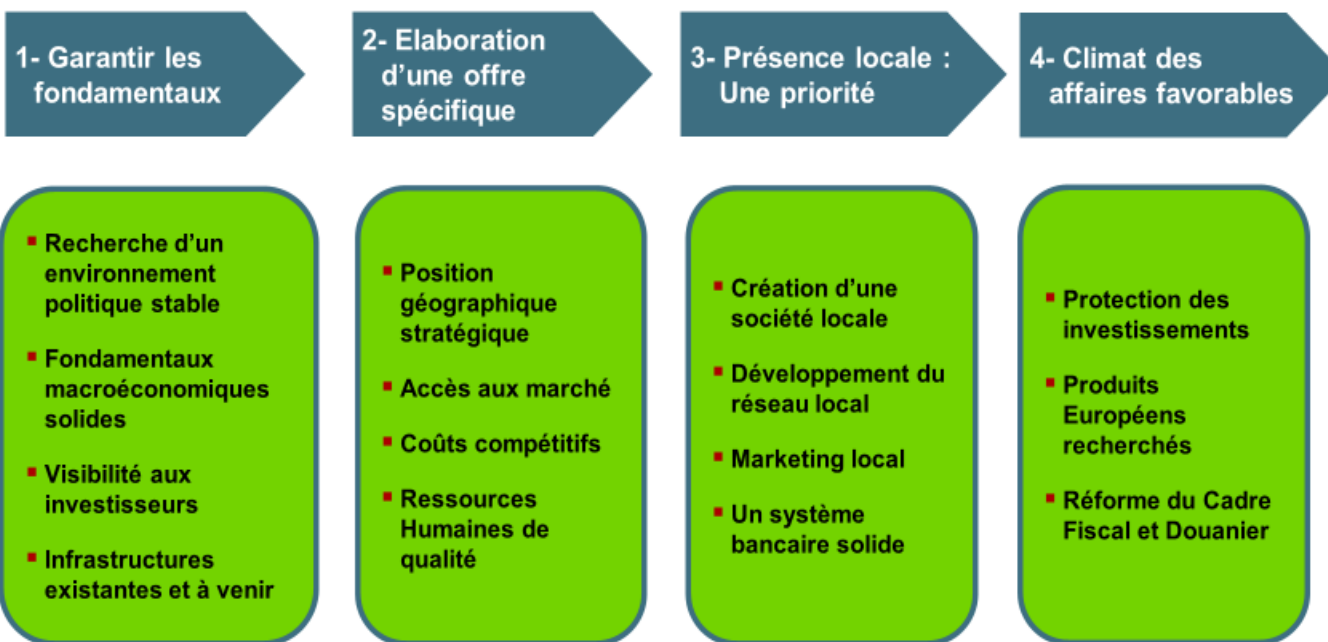 1- Garantir les
fondamentaux
2- Elaboration
d’une offre
spécifique
3- Présence locale :
Une priorité
4- Climat des
affaires favorables
▪ Recherche d’un
environnement
politique stable
▪ Fondamentaux
macroéconomiques
solides
▪ Visibilité aux
investisseurs
▪ Infrastructures
existantes et à venir
▪ Position
géographique
stratégique
▪ Accès aux marché
▪ Coûts compétitifs
▪ Ressources
Humaines de
qualité
▪ Création d’une
société locale
▪ Développement du
réseau local
▪ Marketing local
▪ Un système
bancaire solide
▪ Protection des
investissements
▪ Produits
Européens
recherchés
▪ Réforme du Cadre
Fiscal et Douanier